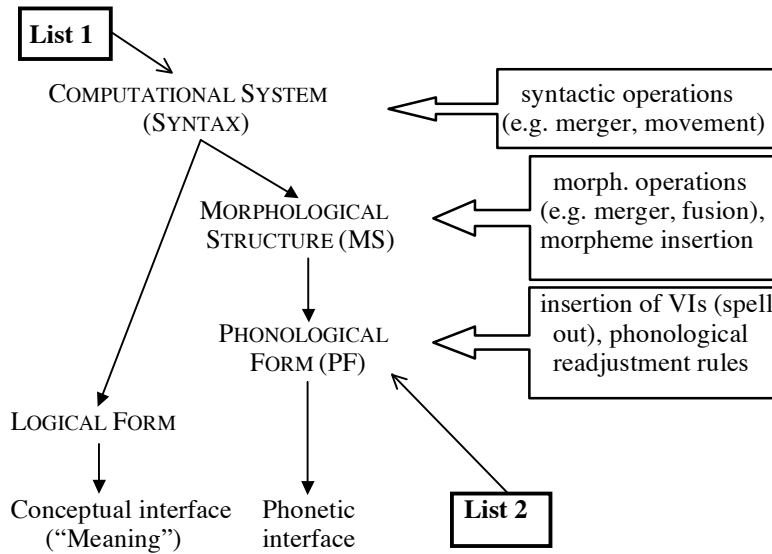 List 1
COMPUTATIONAL SYSTEM
(SYNTAX)
syntactic operations
(e.g. merger, movement)
MORPHOLOGICAL
STRUCTURE (MS)
morph. operations
(e.g. merger, fusion),
morpheme insertion
PHONOLOGICAL
FORM (PF)
insertion of VIs (spell
out), phonological
readjustment rules
LOGICAL FORM
Conceptual interface
(“Meaning”)
Phonetic
interface
List 2